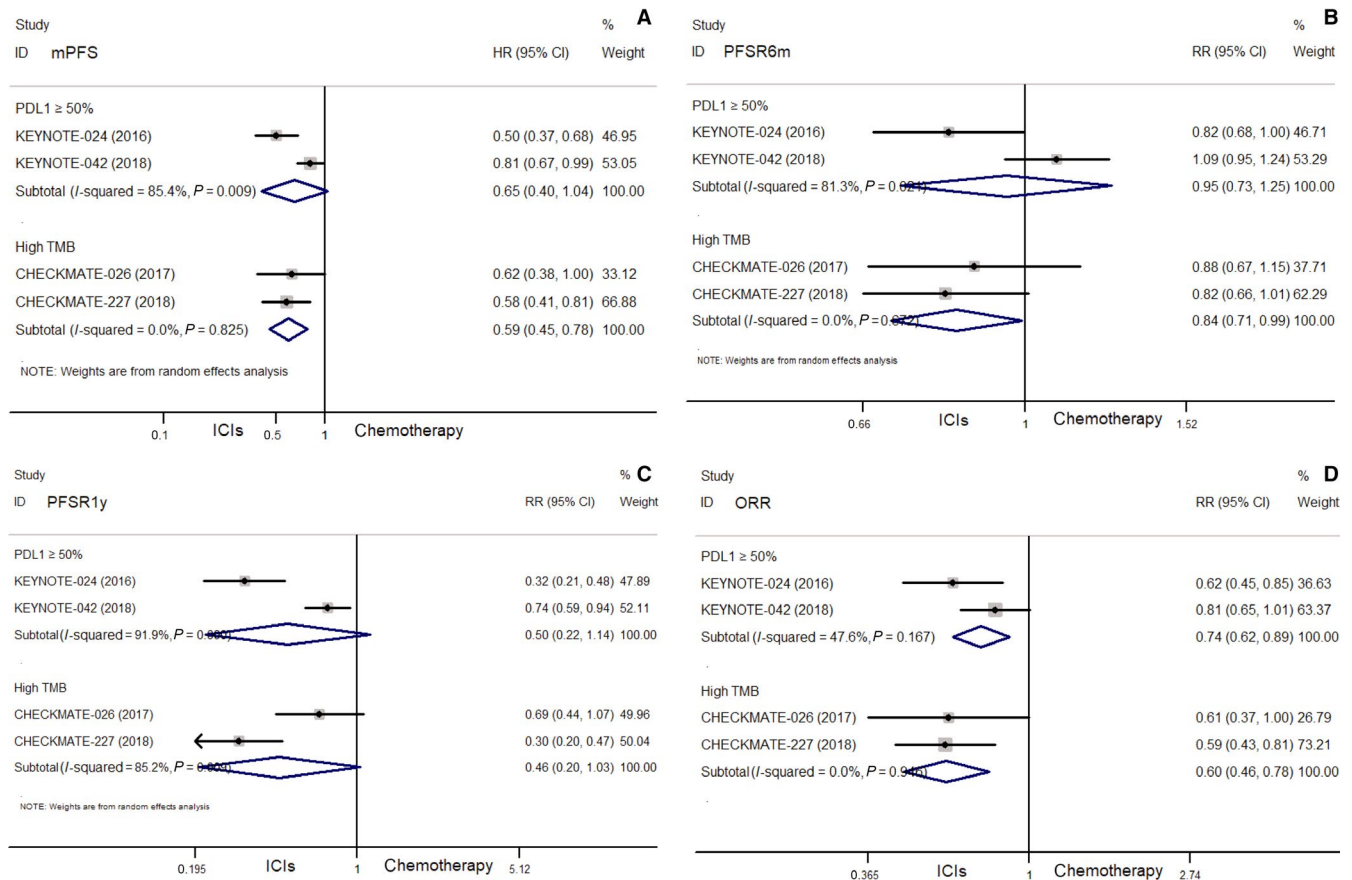 A
Study %
ID mPFS HR (95% CI) Weight
PDL1 ≥ 50%
KEYNOTE-024 (2016) 0.50 (0.37, 0.68) 46.95
KEYNOTE-042 (2018) 0.81 (0.67, 0.99) 53.05
Subtotal (I-squared = 85.4%, P = 0.009) 0.65 (0.40, 1.04) 100.00
.
High TMB
CHECKMATE-026 (2017) 0.62 (0.38, 1.00) 33.12
CHECKMATE-227 (2018) 0.58 (0.41, 0.81) 66.88
Subtotal (I-squared = 0.0%, P = 0.825) 0.59 (0.45, 0.78) 100.00
.
NOTE: Weights are from random effects analysis
0.1 ICIs 0.5 1 Chemotherapy
B
Study %
ID PFSR6m RR (95% CI) Weight
PDL1 ≥ 50%
KEYNOTE-024 (2016) 0.82 (0.68, 1.00) 46.71
KEYNOTE-042 (2018) 1.09 (0.95, 1.24) 53.29
Subtotal (I-squared = 81.3%, P = 0.95 (0.73, 1.25) 100.00
.
High TMB
CHECKMATE-026 (2017) 0.88 (0.67, 1.15) 37.71
CHECKMATE-227 (2018) 0.82 (0.66, 1.01) 62.29
Subtotal (I-squared = 0.0%, P = 0.84 (0.71, 0.99) 100.00
.
NOTE: Weights are from random effects analysis
0.66 ICIs 1 Chemotherapy 1.52
C
Study %
ID PFSR1y RR (95% CI) Weight
PDL1 ≥ 50%
KEYNOTE-024 (2016) 0.32 (0.21, 0.48) 47.89
KEYNOTE-042 (2018) 0.74 (0.59, 0.94) 52.11
Subtotal (I-squared = 91.9%, P = 0.50 (0.22, 1.14) 100.00
.
High TMB
CHECKMATE-026 (2017) 0.69 (0.44, 1.07) 49.96
CHECKMATE-227 (2018) 0.30 (0.20, 0.47) 50.04
Subtotal (I-squared = 85.2%, P = 0.46 (0.20, 1.03) 100.00
.
NOTE: Weights are from random effects analysis
0.195 ICIs 1 Chemotherapy 5.12
D
Study %
ID ORR RR (95% CI) Weight
PDL1 ≥ 50%
KEYNOTE-024 (2016) 0.62 (0.45, 0.85) 36.63
KEYNOTE-042 (2018) 0.81 (0.65, 1.01) 63.37
Subtotal (I-squared = 47.6%, P = 0.167) 0.74 (0.62, 0.89) 100.00
.
High TMB
CHECKMATE-026 (2017) 0.61 (0.37, 1.00) 26.79
CHECKMATE-227 (2018) 0.59 (0.43, 0.81) 73.21
Subtotal (I-squared = 0.0%, P = 0.60 (0.46, 0.78) 100.00
.
0.365 ICIs 1 Chemotherapy 2.74